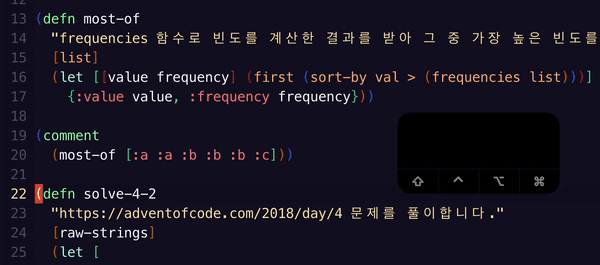 13 (defn most-of
14 "frequencies 함수로 빈도를 계산한 결과를 받아 그 중 가장 높은 빈도를
15 [list]
16 (let [[value frequency] (first (sort-by val > (frequencies list)))]
17 {:value value, :frequency frequency}))
18
19 (comment
20 (most-of [:a :a :b :b :b :c]))
21
22 (defn solve-4-2
23 "https://adventofcode.com/2018/day/4 문제를 풀이합니다."
24 [raw-strings]
25 (let [
⇧ ^ ⌥ ⌘